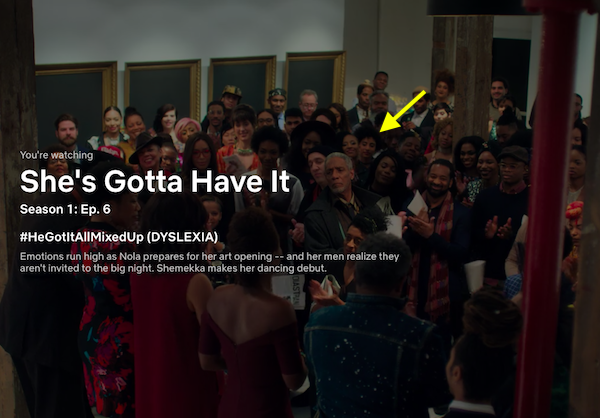 You're watching
She's Gotta Have It
Season 1: Ep. 6
#HeGotItAllMixedUp (DYSLEXIA)
Emotions run high as Nola prepares for her art opening -- and her men realize they
aren't invited to the big night. Shemekka makes her dancing debut.